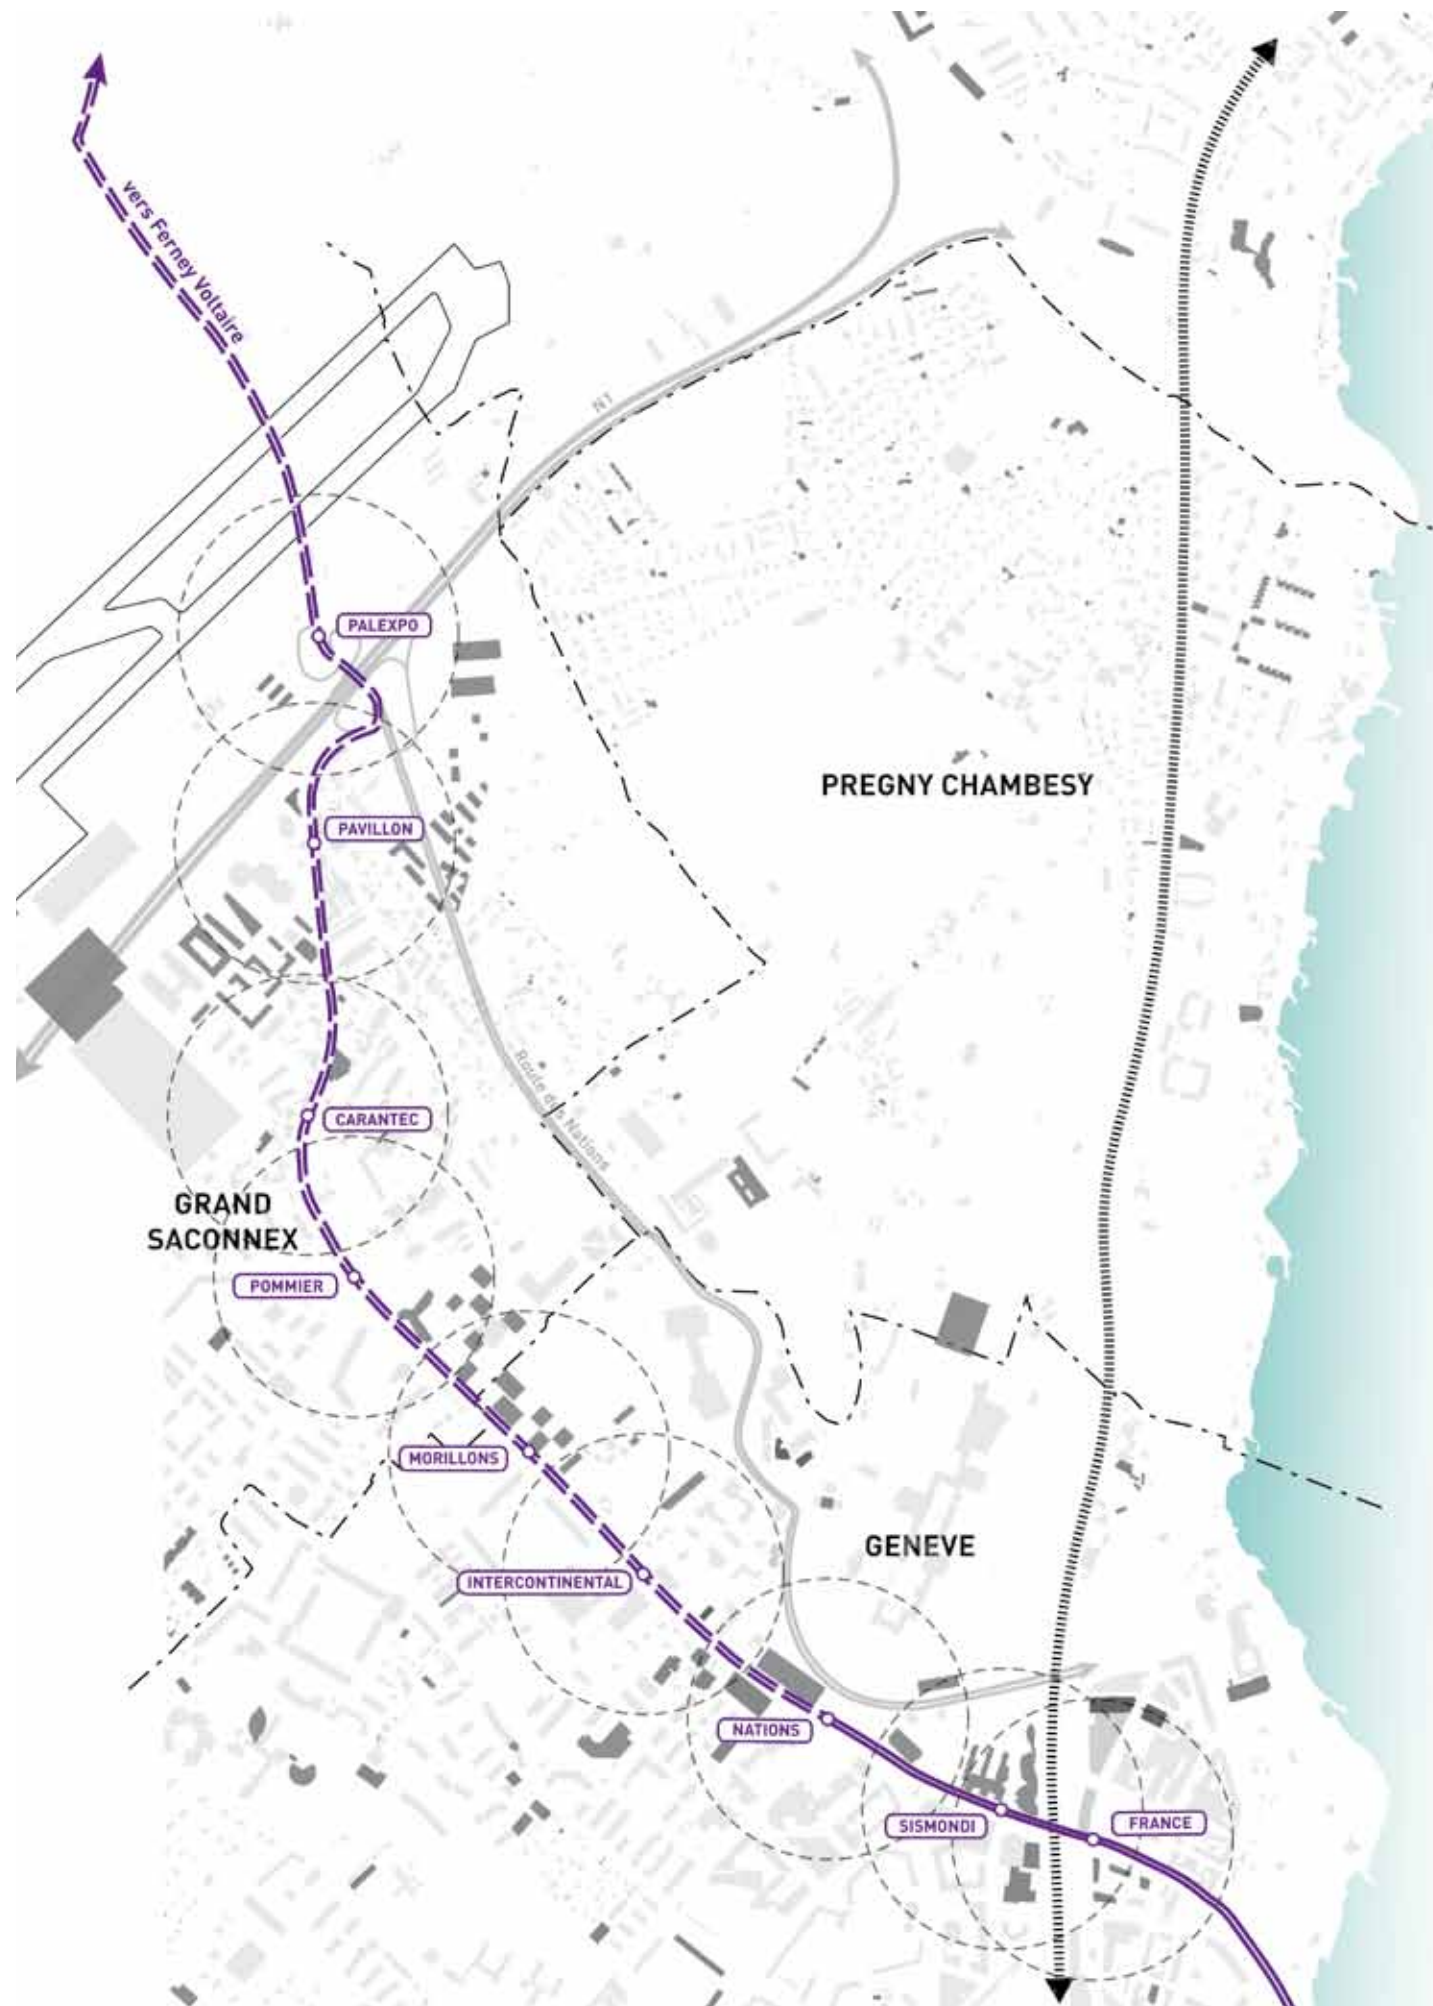 vers Ferney Voltaire
N1
PALEXPO
PREGNY CHAMBESY
PAVILLON
Route des Nations
CARANTEC
GRAND
SACONNEX
POMMIER
MORILLONS
GENEVE
INTERCONTINENTAL
NATIONS
SISMONDI
FRANCE